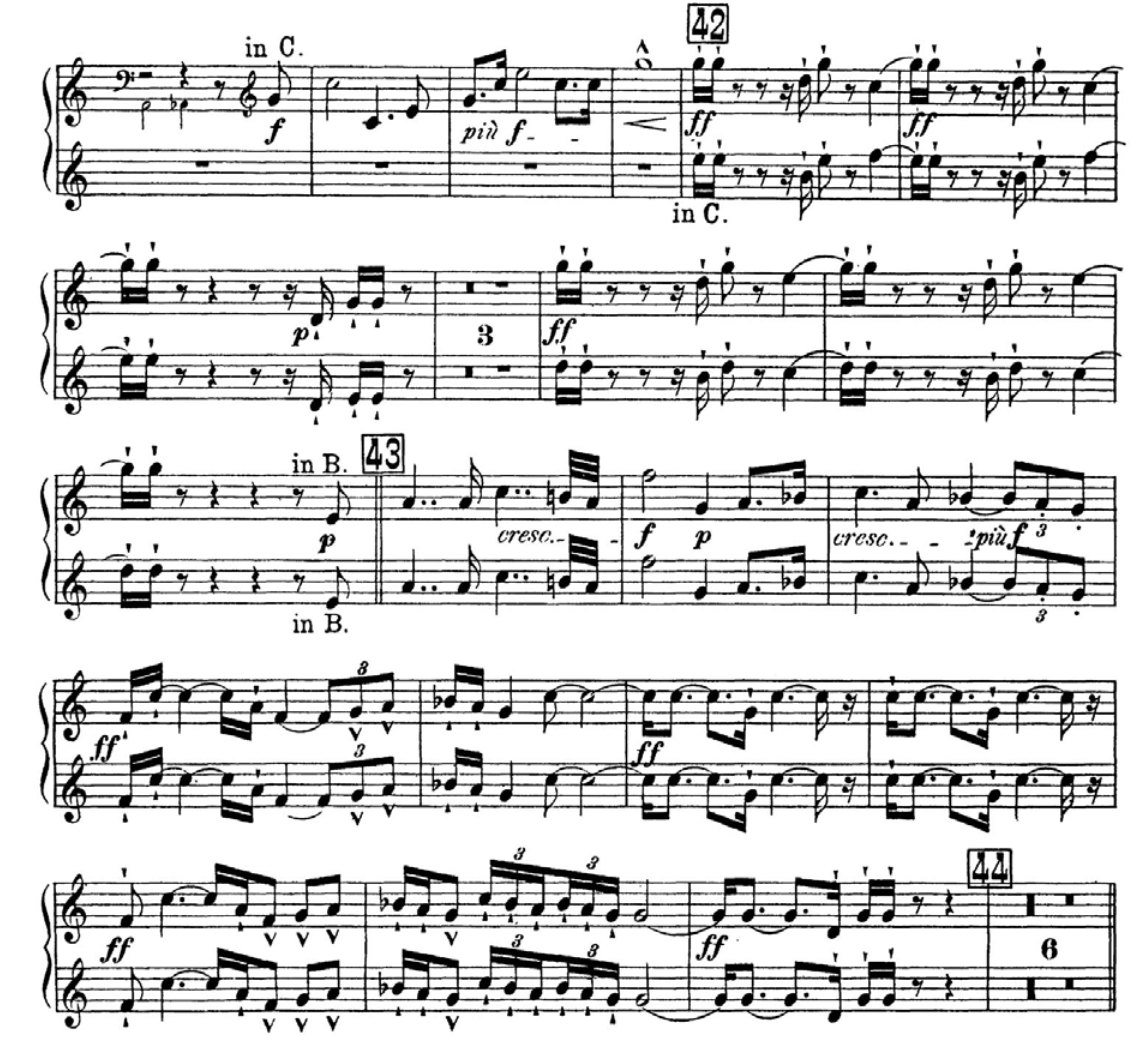 in C. 42
f più f ff ff
in C.
p 3 ff
in B. 43
p cresc. f p cresc. più f 3
3
in B.
3
ff ff
3
3 3 44
ff ff 6
3 3